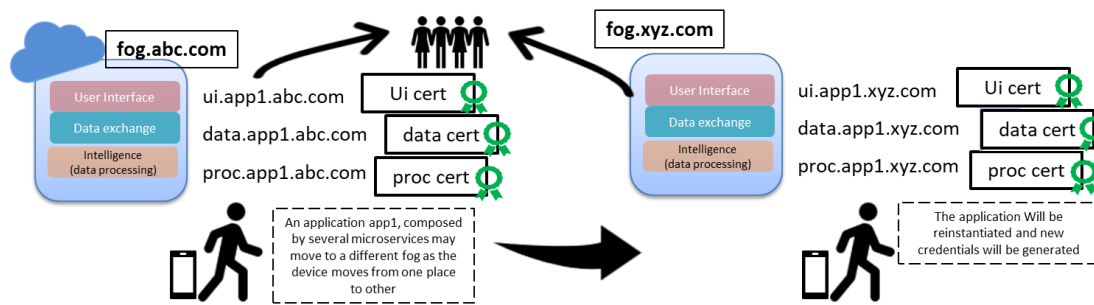 fog.abc.com
User Interface
Data exchange
Intelligence
(data processing)
ui.app1.abc.com
Ui cert
data.app1.abc.com
data cert
proc.app1.abc.com
proc cert
An application app1, composed
by several microservices may
move to a different fog as the
device moves from one place
to other
fog.xyz.com
User Interface
Data exchange
Intelligence
(data processing)
ui.app1.xyz.com
Ui cert
data.app1.xyz.com
data cert
proc.app1.xyz.com
proc cert
The application Will be
reinstantiated and new
credentials will be generated